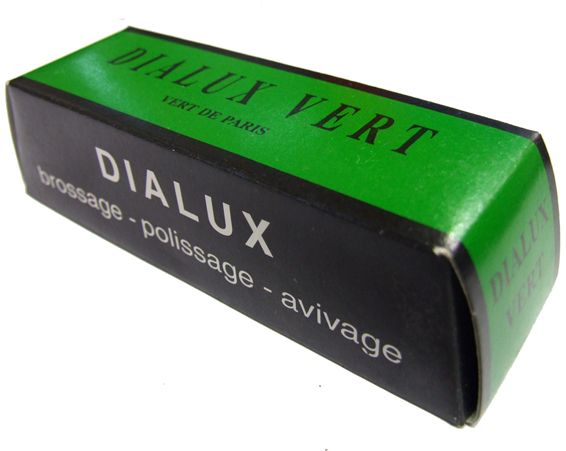 DIALUX VERT
VERT DE PARIS
DIALUX
brossage - polissage - avivage
DIALUX
VERT